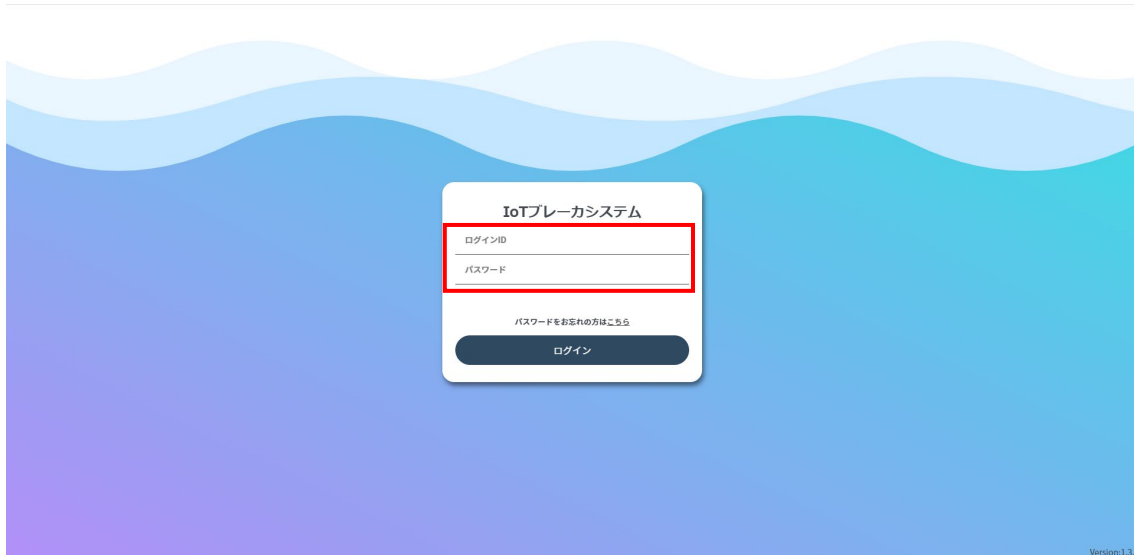 IoTブレーカシステム
ログインID
パスワード
パスワードをお忘れの方はこちら
ログイン
Version:1.3